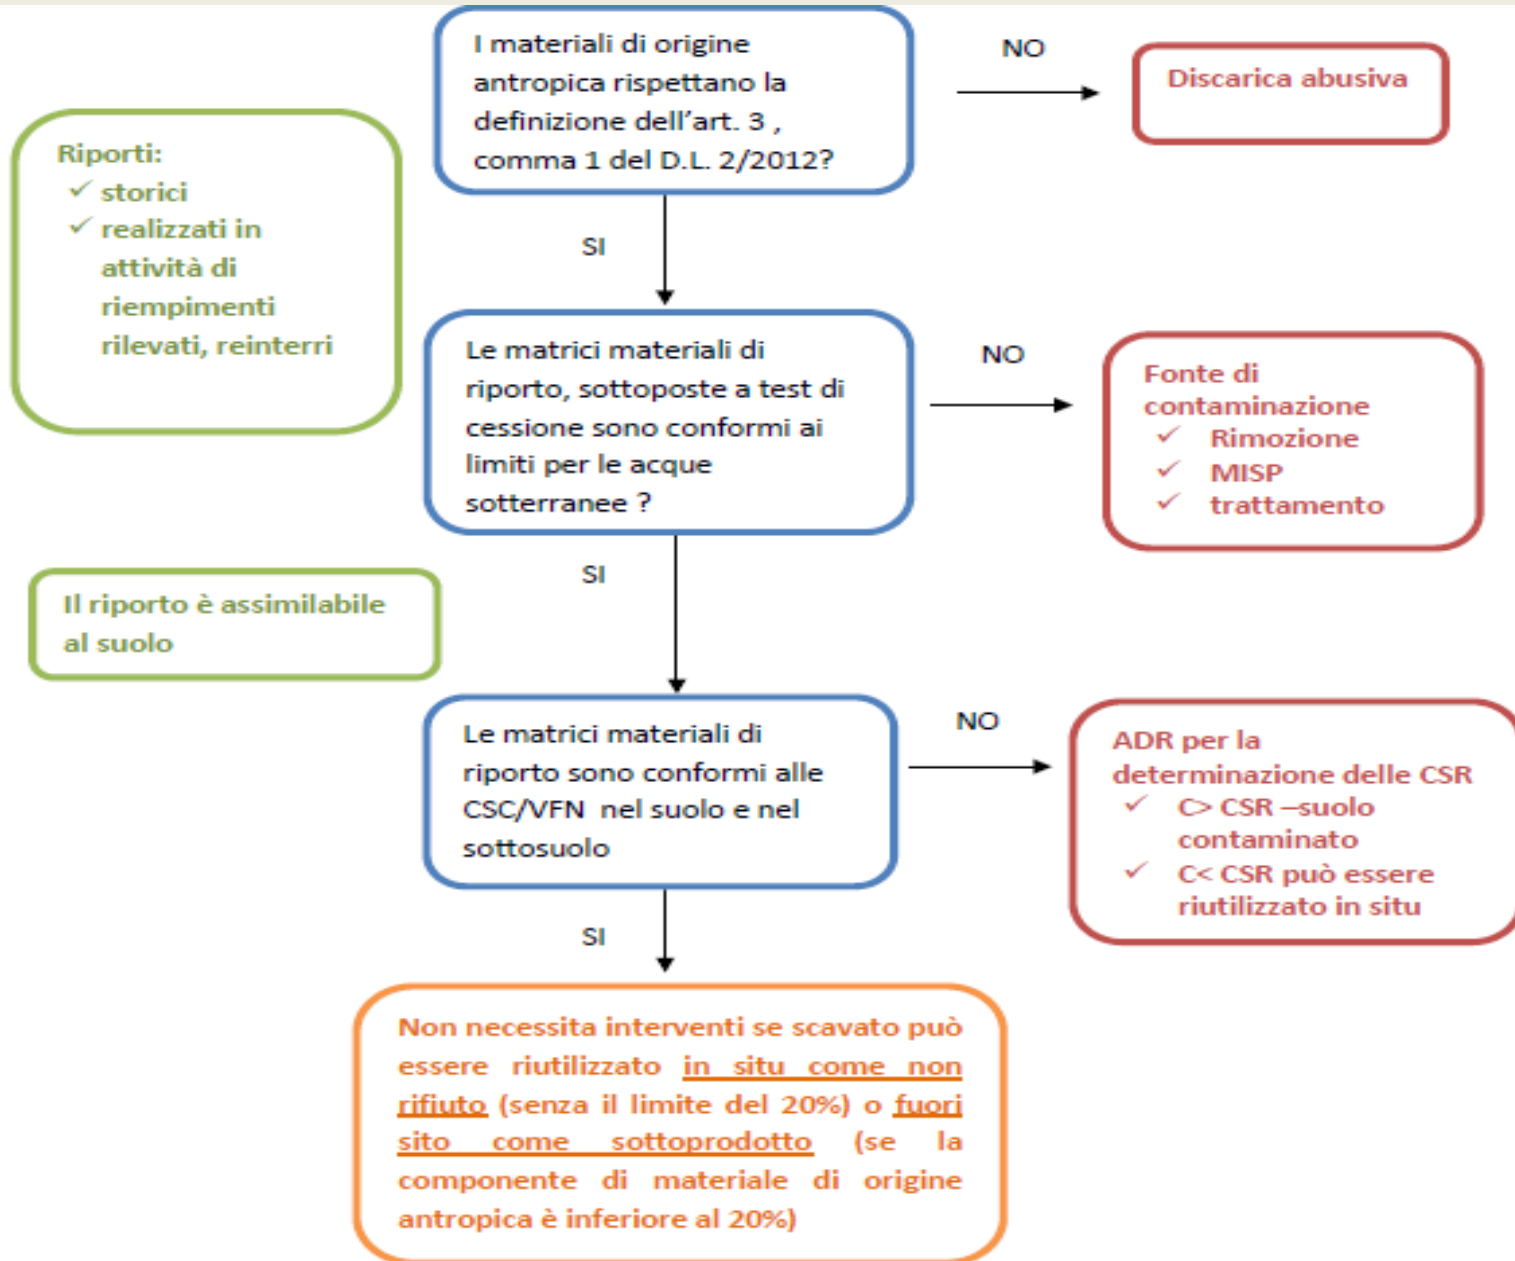 I materiali di origine
antropica rispettano la
definizione dell'art. 3 ,
comma 1 del D.L. 2/2012?
NO
Discarica abusiva
Riporti:
✓ storici
✓ realizzati in
attività di
riempimenti
rilevati, reinterri
SI
Le matrici materiali di
riporto, sottoposte a test di
cessione sono conformi ai
limiti per le acque
sotterranee ?
NO
Fonte di
contaminazione
✓ Rimozione
✓ MISP
✓ trattamento
SI
Il riporto è assimilabile
al suolo
Le matrici materiali di
riporto sono conformi alle
CSC/VFN nel suolo e nel
sottosuolo
NO
ADR per la
determinazione delle CSR
✓ C> CSR –suolo
contaminato
✓ C< CSR può essere
riutilizzato in situ
SI
Non necessita interventi se scavato può
essere riutilizzato in situ come non
rifiuto (senza il limite del 20%) o fuori
sito come sottoprodotto (se la
componente di materiale di origine
antropica è inferiore al 20%)